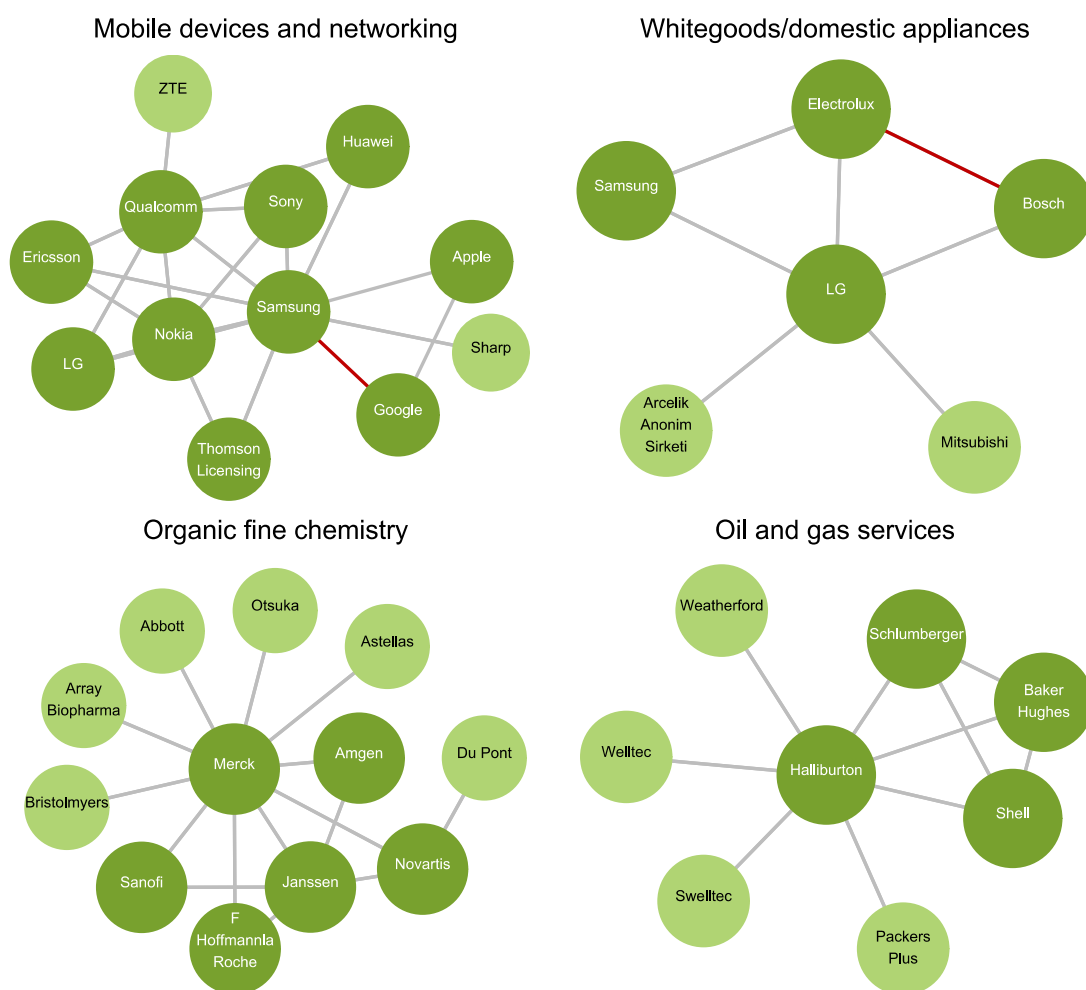 Mobile devices and networking
ZTE
Huawei
Qualcomm
Sony
Ericsson
Apple
Samsung
Nokia
Sharp
LG
Google
Thomson
Licensing
Whitegoods/domestic appliances
Electrolux
Samsung
Bosch
LG
Arcelik
Anonim
Sirketi
Mitsubishi
Organic fine chemistry
Otsuka
Abbott
Astellas
Array
Biopharma
Amgen
Du Pont
Merck
Bristolmyers
Novartis
Sanofi
Janssen
F
Hoffmannla
Roche
Oil and gas services
Weatherford
Schlumberger
Baker
Hughes
Welltec
Halliburton
Shell
Swelltec
Packers
Plus